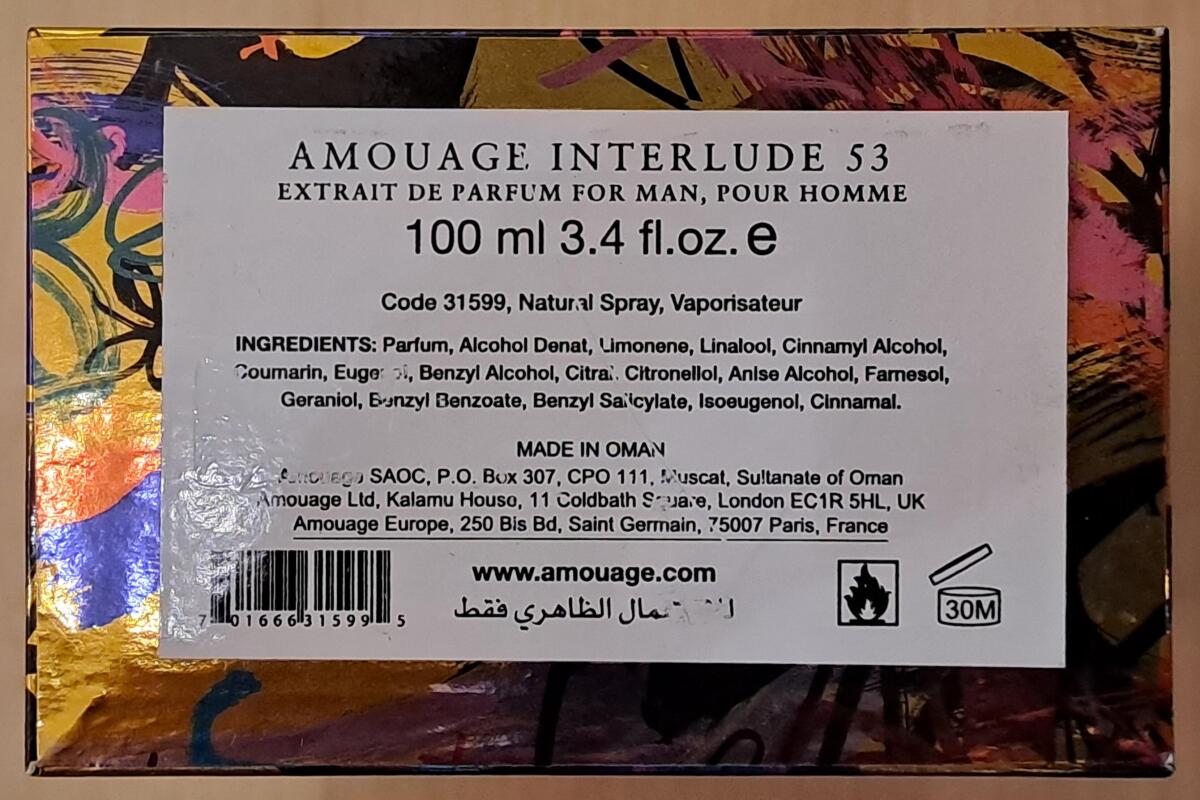 AMOUAGE INTERLUDE 53
EXTRAIT DE PARFUM FOR MAN, POUR HOMME
100 ml 3.4 fl.oz. e
Code 31599, Natural Spray, Vaporisateur
INGREDIENTS: Parfum, Alcohol Denat, Limonene, Linalool, Cinnamyl Alcohol,
Coumarin, Eugenol, Benzyl Alcohol, Citral, Citronellol, Anise Alcohol, Farnesol,
Geraniol, Benzyl Benzoate, Benzyl Salicylate, Isoeugenol, Cinnamal.
MADE IN OMAN
Amouage SAOC, P.O. Box 307, CPO 111, Muscat, Sultanate of Oman
Amouage Ltd, Kalamu House, 11 Coldbath Square, London EC1R 5HL, UK
Amouage Europe, 250 Bis Bd, Saint Germain, 75007 Paris, France
www.amouage.com
الظاهري فقط
7 01666 31599 5
30M